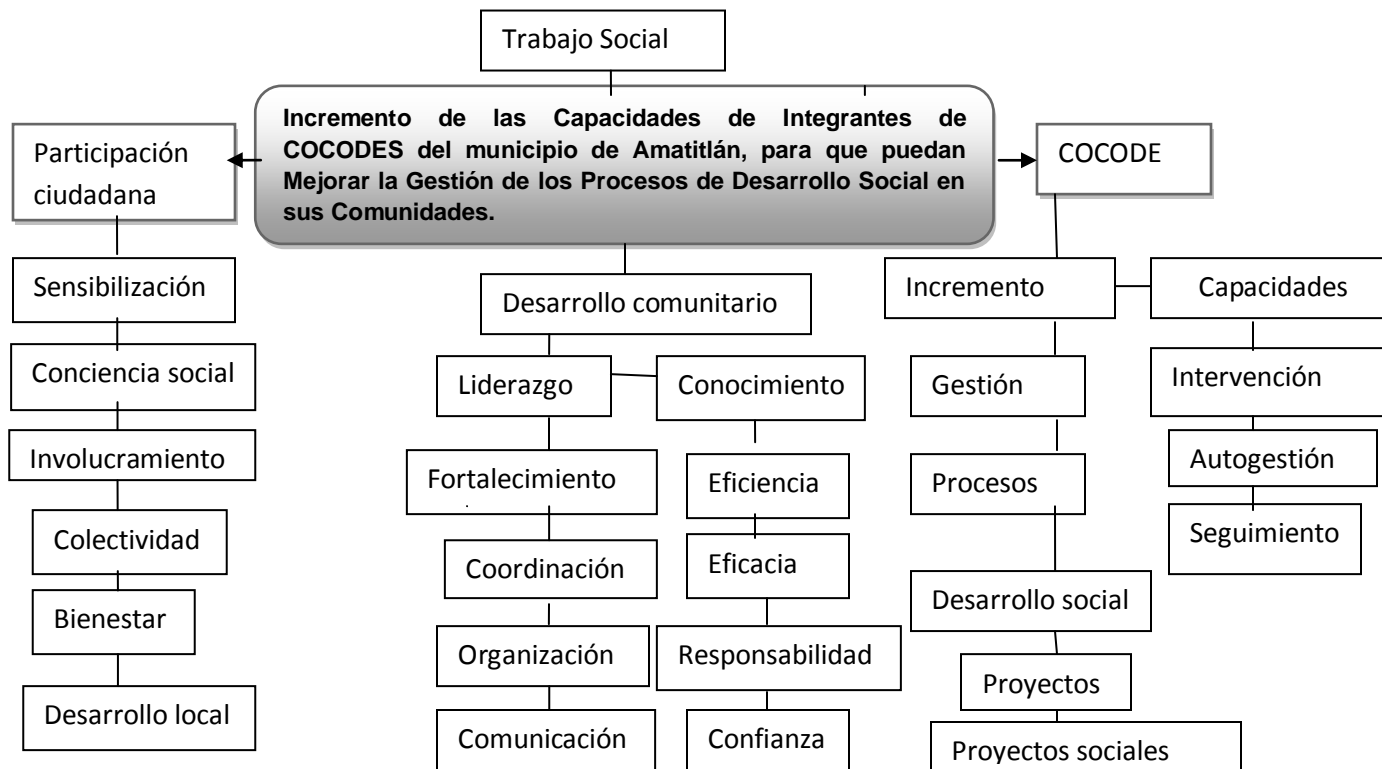 Trabajo Social
Incremento de las Capacidades de Integrantes de
COCODES del municipio de Amatitlán, para que puedan
Mejorar la Gestión de los Procesos de Desarrollo Social en
sus Comunidades.
Participación
ciudadana
Sensibilización
Conciencia social
Involucramiento
Colectividad
Bienestar
Desarrollo local
Desarrollo comunitario
Liderazgo
Fortalecimiento
Coordinación
Organización
Comunicación
Conocimiento
Eficiencia
Eficacia
Responsabilidad
Confianza
COCODE
Incremento
Gestión
Procesos
Desarrollo social
Proyectos
Proyectos sociales
Capacidades
Intervención
Autogestión
Seguimiento